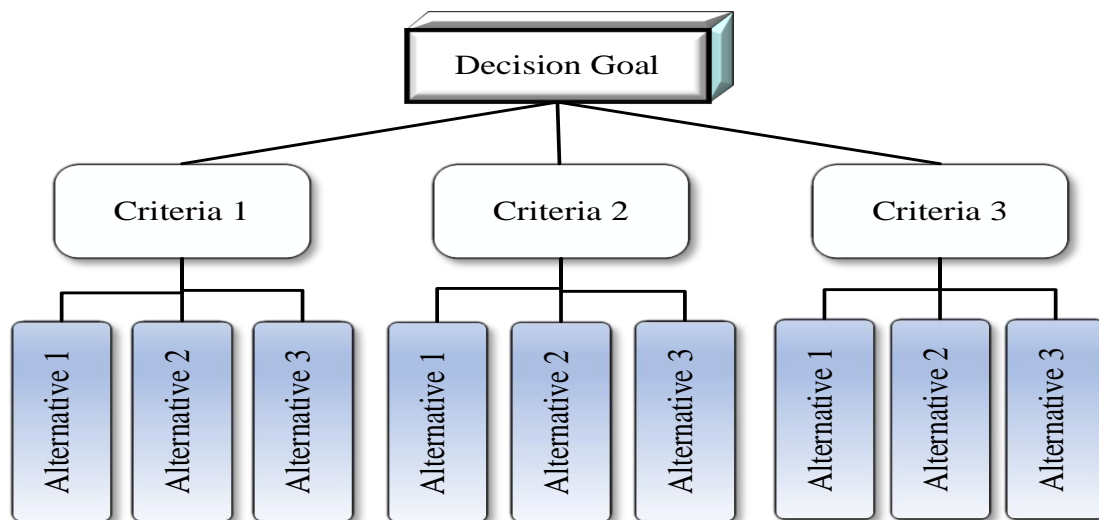 Decision Goal
Criteria 1
Criteria 2
Criteria 3
Alternative 1
Alternative 2
Alternative 3
Alternative 1
Alternative 2
Alternative 3
Alternative 1
Alternative 2
Alternative 3